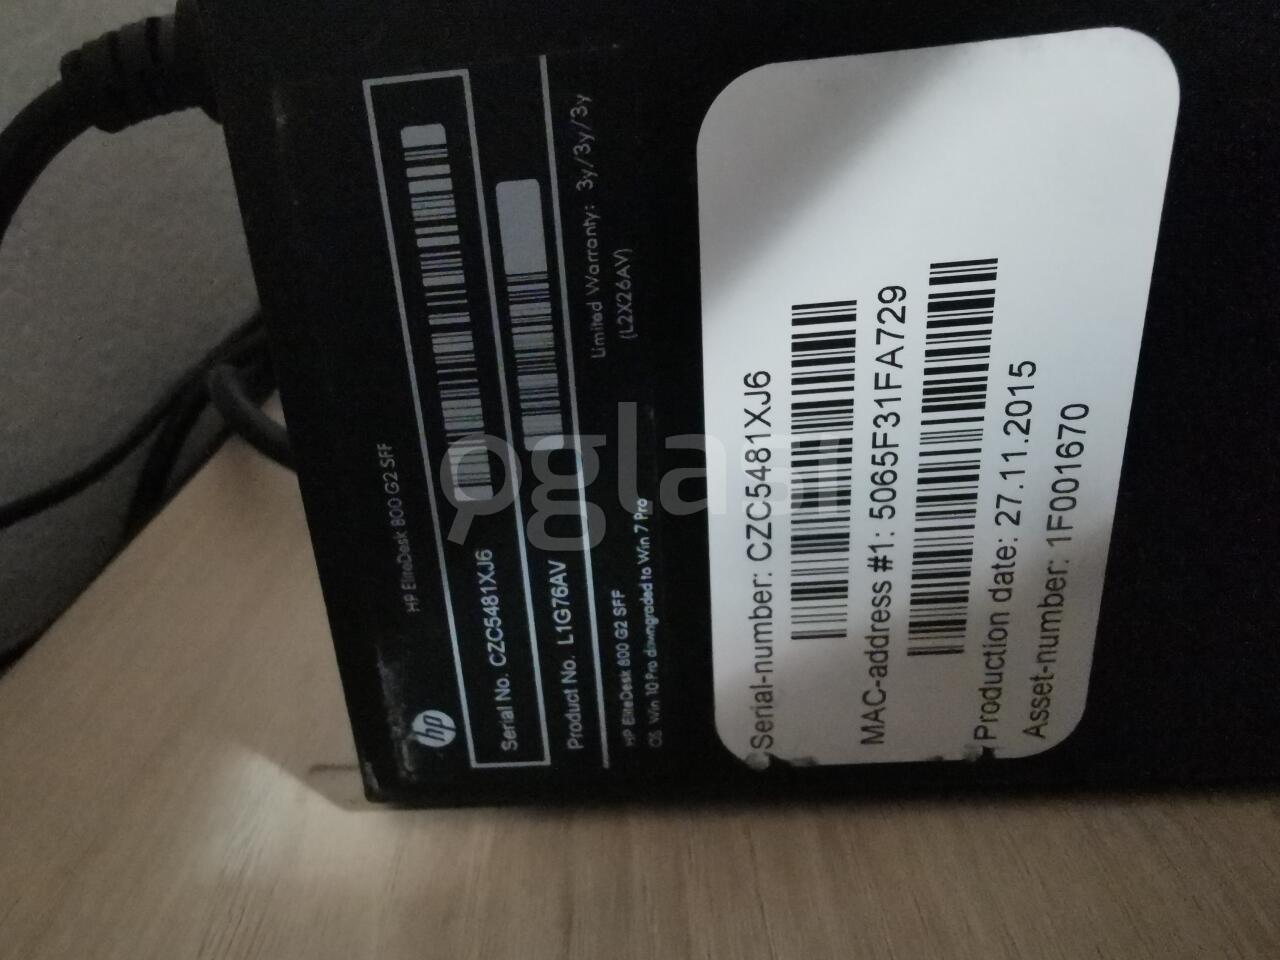 HP EliteDesk 800 G2 SFF
hp
Serial No. CZC5481XJ6
Product No. L1G76AV
Limited Warranty: 3y/3y/3y
HP EliteDesk 800 G2 SFF
(L2X26AV)
OS Win 10 Pro downgraded to Win 7 Pro
Serial-number: CZC5481XJ6
MAC-address #1: 5065F31FA729
Production date: 27.11.2015
Asset-number: 1F001670
oglasi